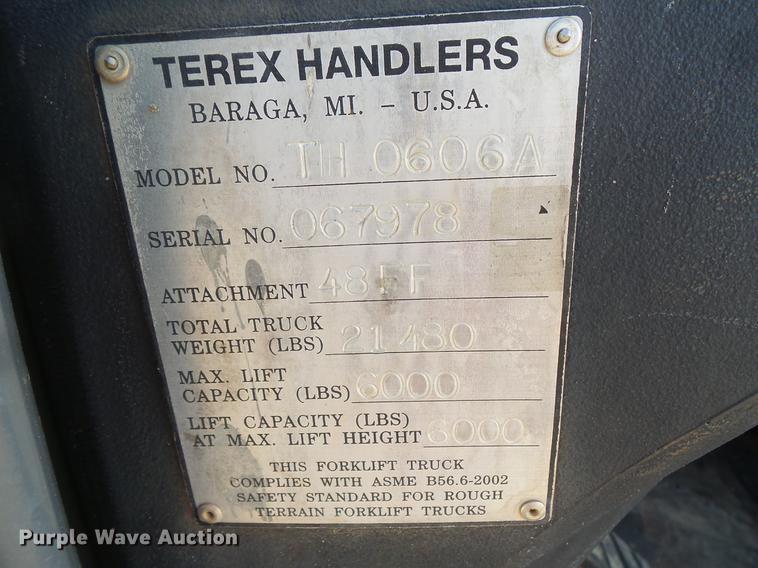 TEREX HANDLERS
BARAGA, MI. - U.S.A.
MODEL NO. TH 0606A
SERIAL NO. 067978
ATTACHMENT 48FF
TOTAL TRUCK
WEIGHT (LBS) 21480
MAX. LIFT
CAPACITY (LBS) 6000
LIFT CAPACITY (LBS)
AT MAX. LIFT HEIGHT 6000
THIS FORKLIFT TRUCK
COMPLIES WITH ASME B56.6-2002
SAFETY STANDARD FOR ROUGH
TERRAIN FORKLIFT TRUCKS
Purple Wave Auction